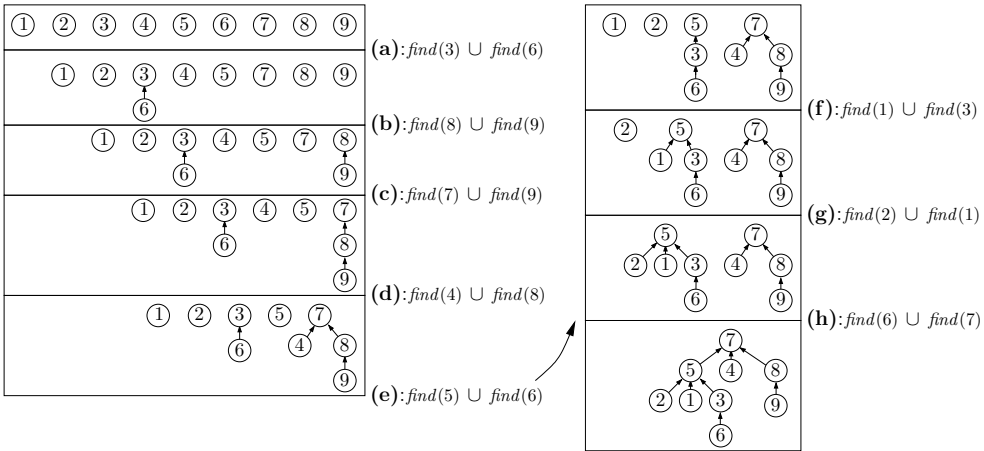 1 2 3 4 5 6 7 8 9
(a):find(3) ∪ find(6)
1 2 3 4 5 7 8 9
6
(b):find(8) ∪ find(9)
1 2 3 4 5 7 8
6 9
(c):find(7) ∪ find(9)
1 2 3 4 5 7
6 8
9
(d):find(4) ∪ find(8)
1 2 3 5 7
6 4 8
9
(e):find(5) ∪ find(6)
1 2 5 7
3 4 8
6 9
(f):find(1) ∪ find(3)
2 5 7
1 3 4 8
6 9
(g):find(2) ∪ find(1)
5 7
2 1 3 4 8
6 9
(h):find(6) ∪ find(7)
7
5 4 8
2 1 3 9
6